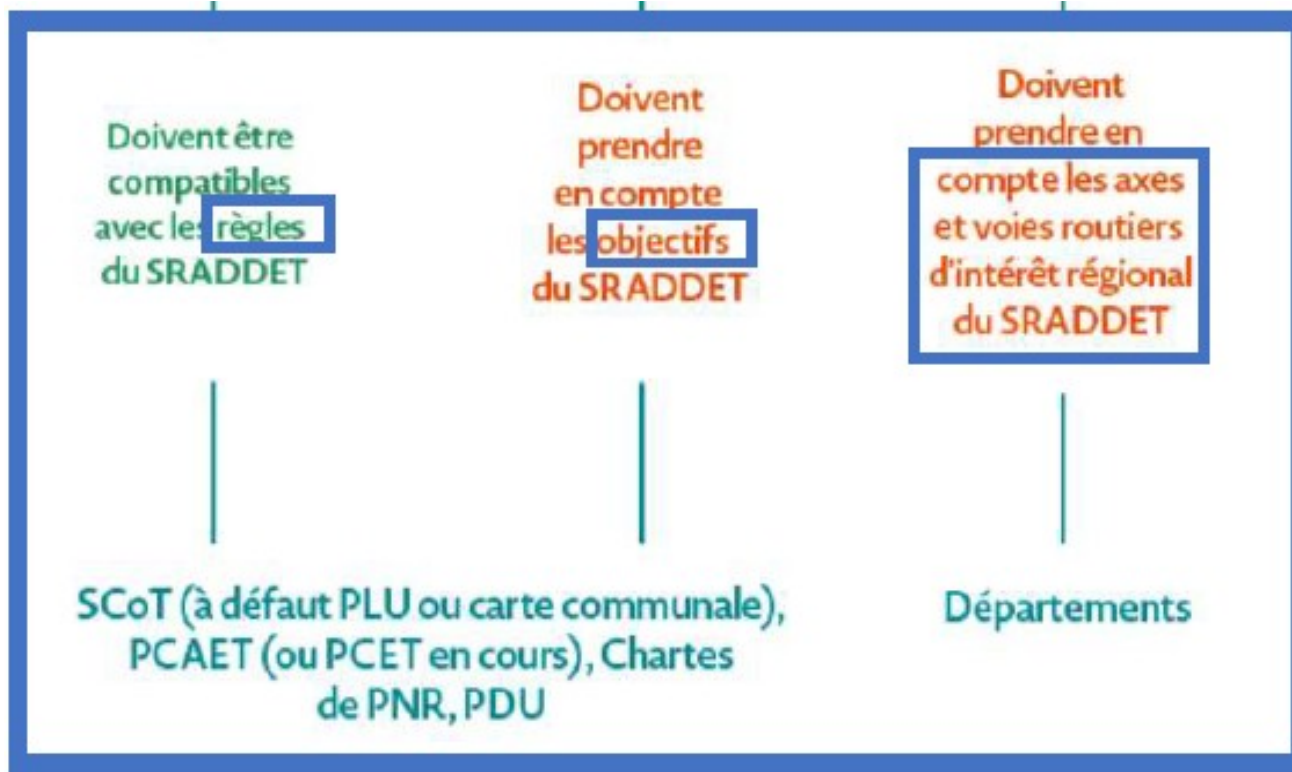 Doivent être
compatibles
avec les règles
du SRADDET
Doivent
prendre
en compte
les objectifs
du SRADDET
Doivent
prendre en
compte les axes
et voies routiers
d'intérêt régional
du SRADDET
SCoT (à défaut PLU ou carte communale),
PCAET (ou PCET en cours), Chartes
de PNR, PDU
Départements